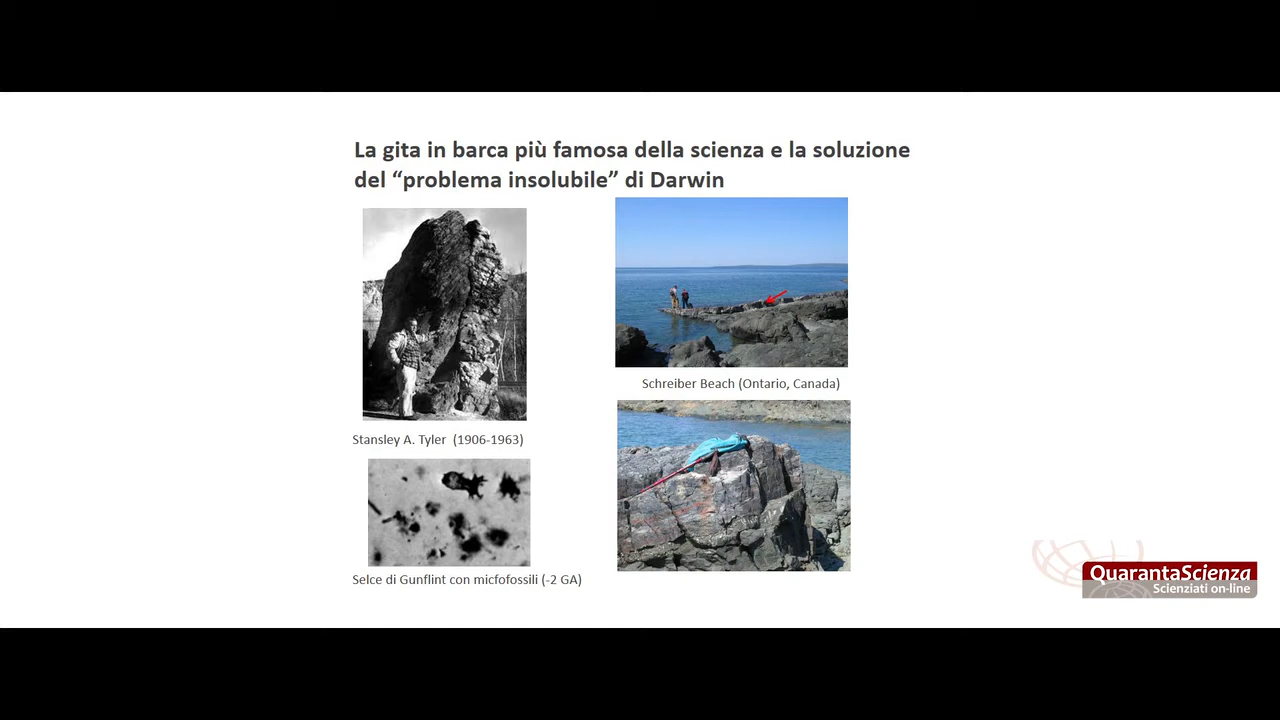 La gita in barca più famosa della scienza e la soluzione
del “problema insolubile” di Darwin
Stansley A. Tyler (1906-1963)
Selce di Gunflint con micfofossili (-2 GA)
Schreiber Beach (Ontario, Canada)
QuarantaScienza
Scienziati on-line